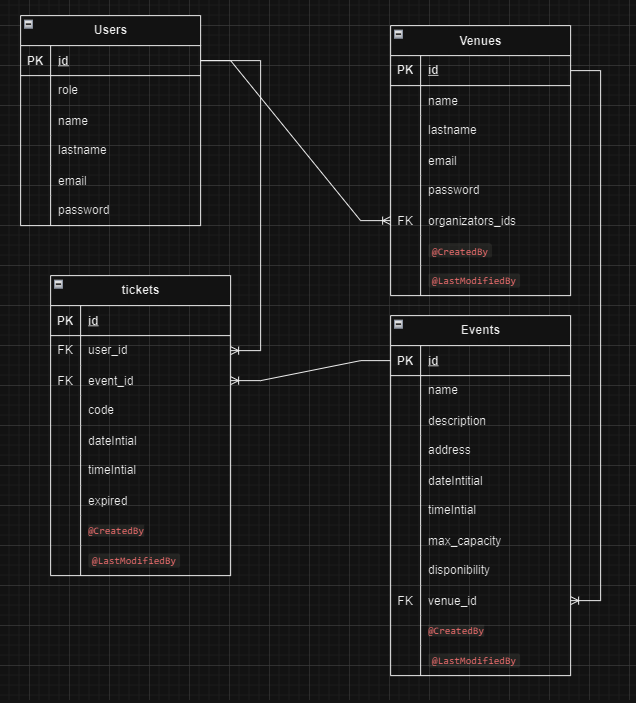 Users
PK id
role
name
lastname
email
password
Venues
PK id
name
lastname
email
password
FK organizators_ids
@CreatedBy
@LastModifiedBy
tickets
PK id
FK user_id
FK event_id
code
dateIntial
timeIntial
expired
@CreatedBy
@LastModifiedBy
Events
PK id
name
description
address
dateIntitial
timeIntial
max_capacity
disponibility
FK venue_id
@CreatedBy
@LastModifiedBy